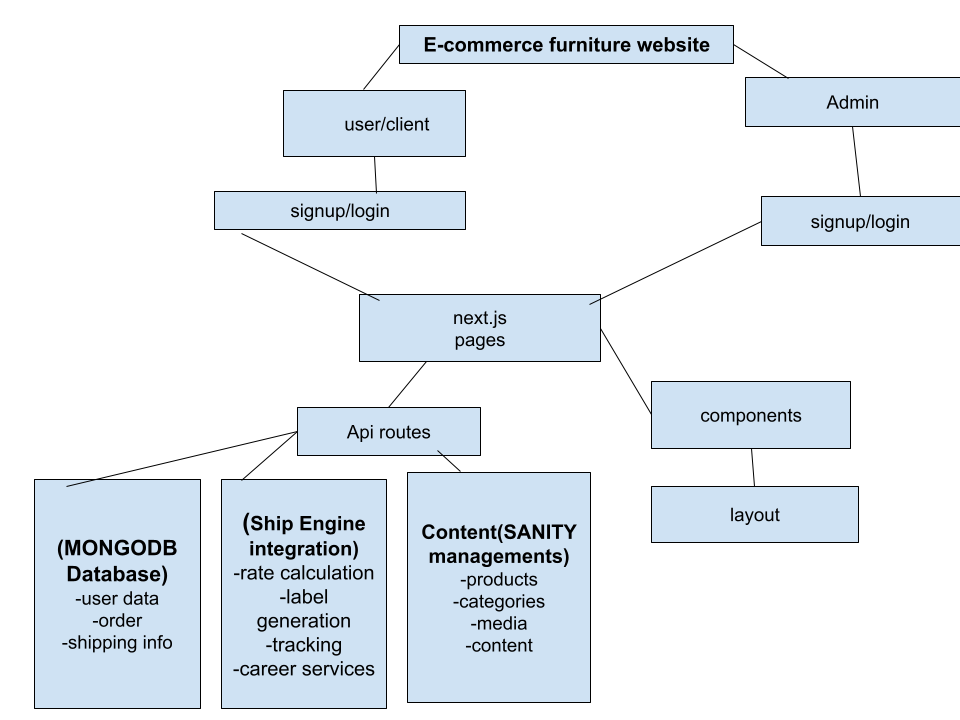 E-commerce furniture website
user/client
Admin
signup/login
signup/login
next.js
pages
Api routes
components
layout
(MONGODB
Database)
-user data
-order
-shipping info
(Ship Engine
integration)
-rate calculation
-label
generation
-tracking
-career services
Content(SANITY
managements)
-products
-categories
-media
-content